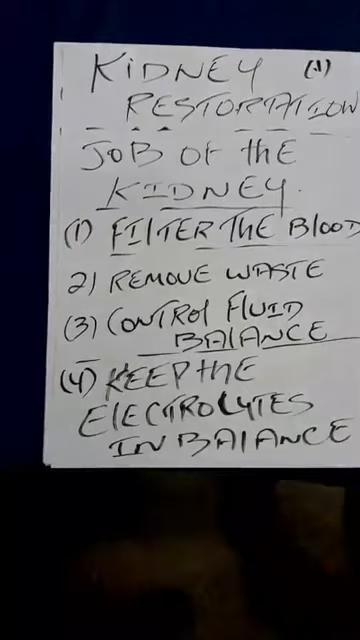 KIDNEY (1)
RESTORATION
JOB OF the
KIDNEY.
(1) FILTER THE BLOOD
2) REMOVE WASTE
(3) CONTROL FLUID
BALANCE
(4) KEEP the
ELECTROLYTES
IN BALANCE